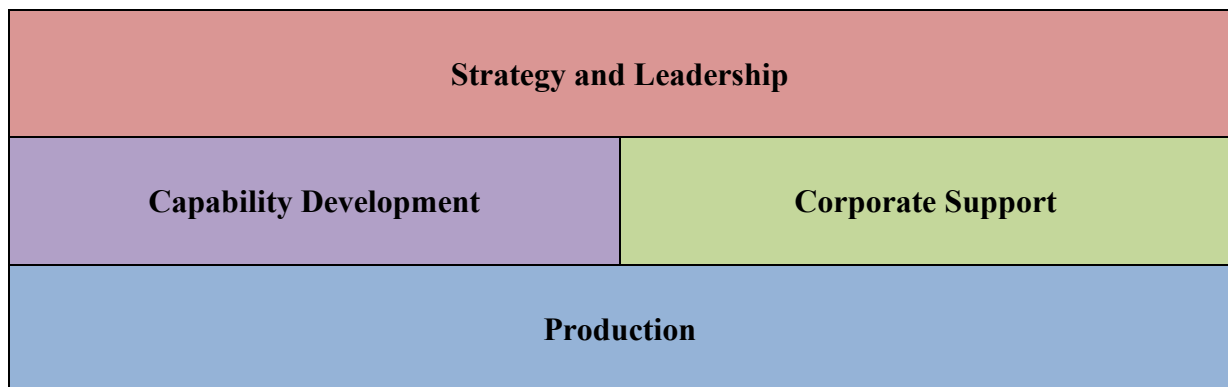 Strategy and Leadership
Capability Development
Corporate Support
Production